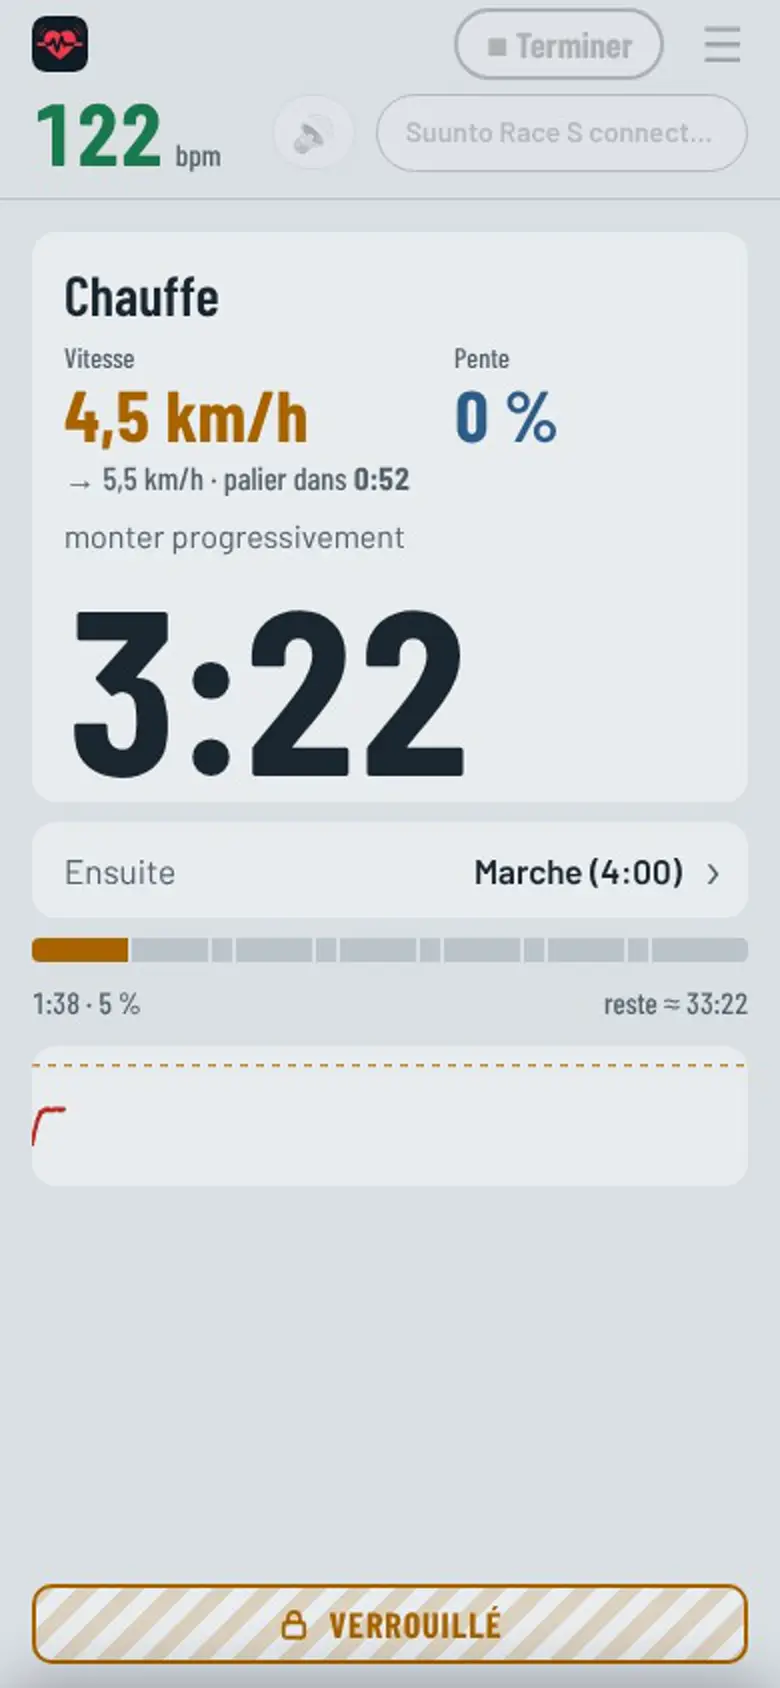 ■ Terminer
122 bpm
Suunto Race S connect...
Chauffe
Vitesse Pente
4,5 km/h 0 %
→ 5,5 km/h · palier dans 0:52
monter progressivement
3:22
Ensuite Marche (4:00) ›
1:38 · 5 % reste ≈ 33:22
VERROUILLÉ